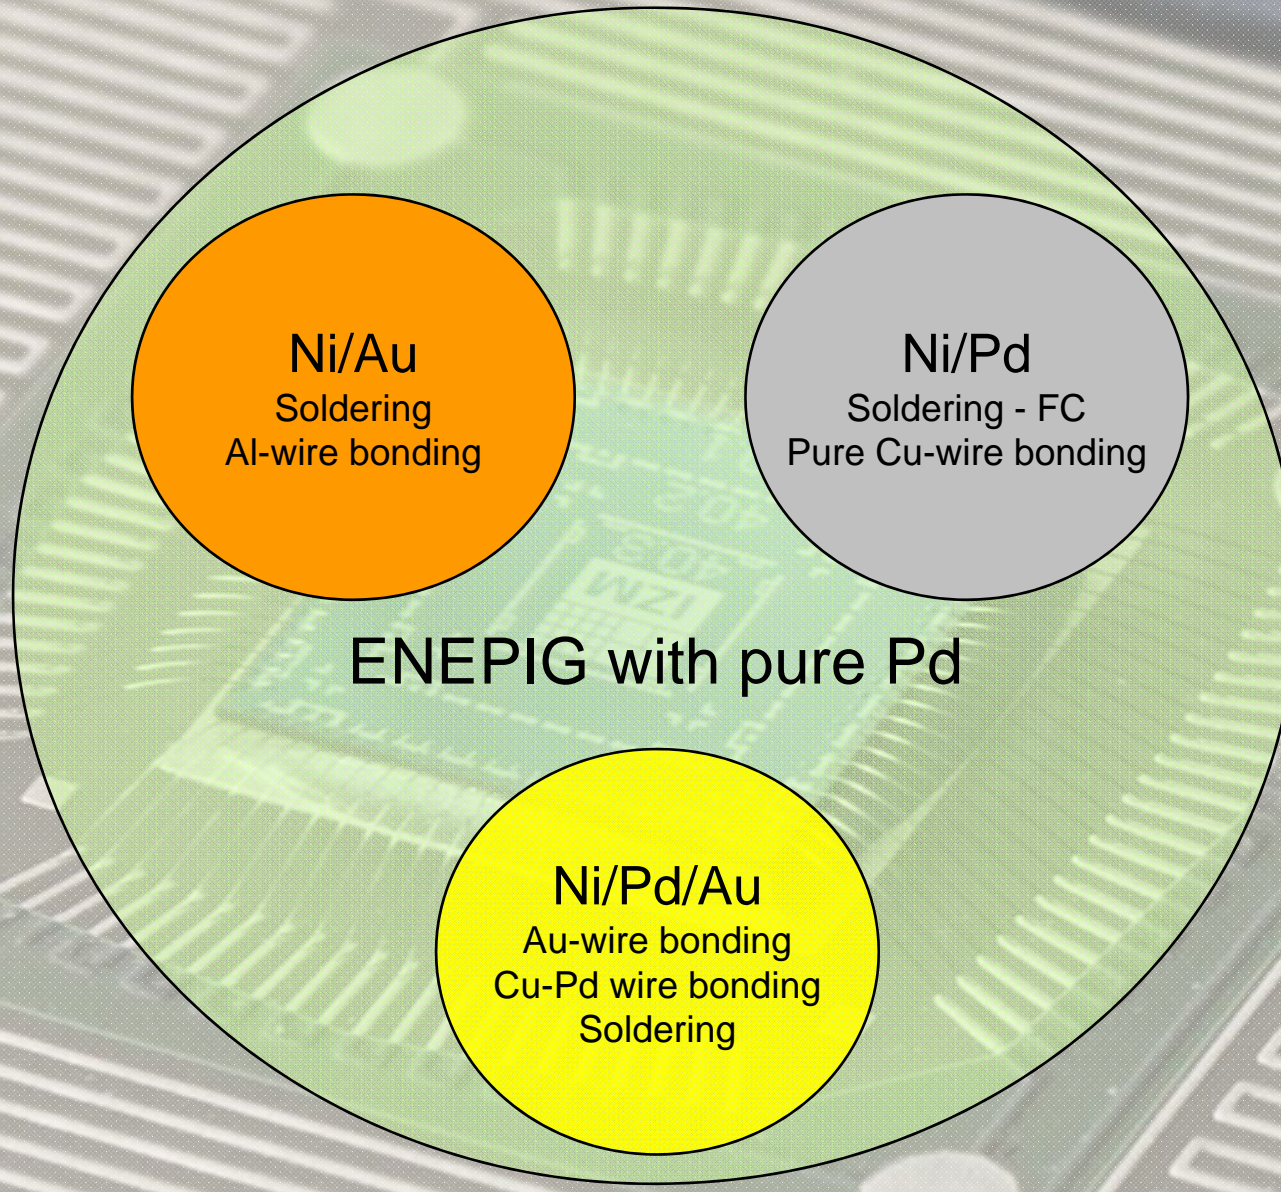 Ni/Au
Soldering
Al-wire bonding
Ni/Pd
Soldering - FC
Pure Cu-wire bonding
IZM
ENEPIG with pure Pd
Ni/Pd/Au
Au-wire bonding
Cu-Pd wire bonding
Soldering